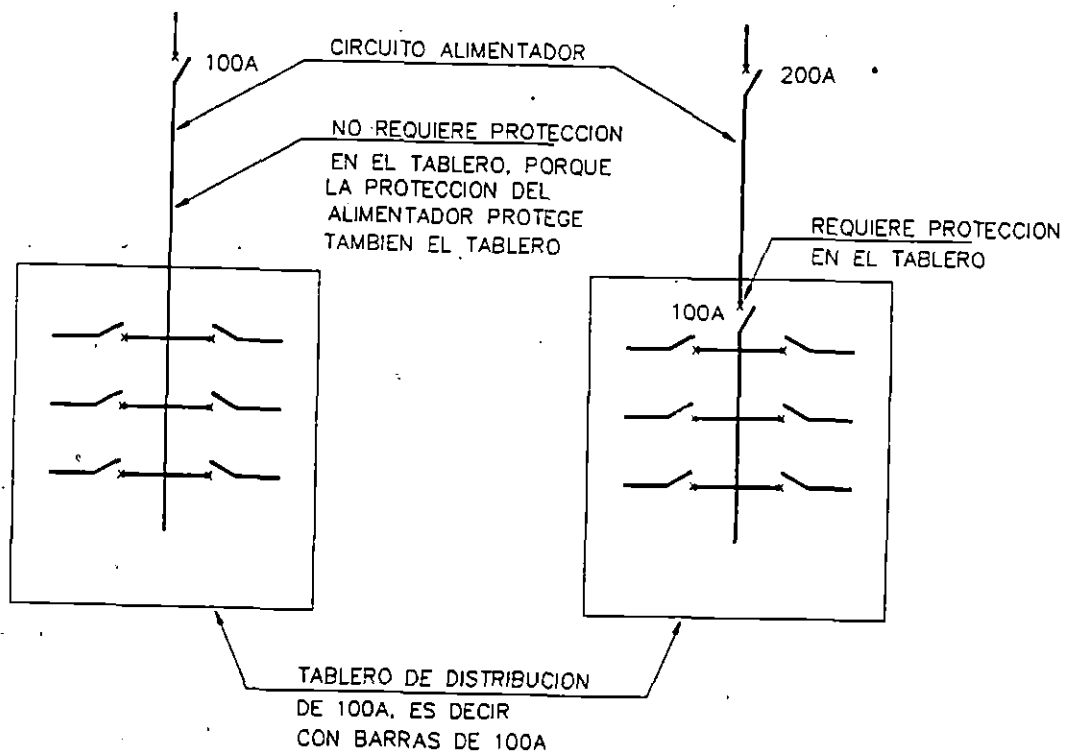 100A
CIRCUITO ALIMENTADOR
200A
NO REQUIERE PROTECCION
EN EL TABLERO, PORQUE
LA PROTECCION DEL
ALIMENTADOR PROTEGE
TAMBIEN EL TABLERO
REQUIERE PROTECCION
EN EL TABLERO
100A
TABLERO DE DISTRIBUCION
DE 100A, ES DECIR
CON BARRAS DE 100A